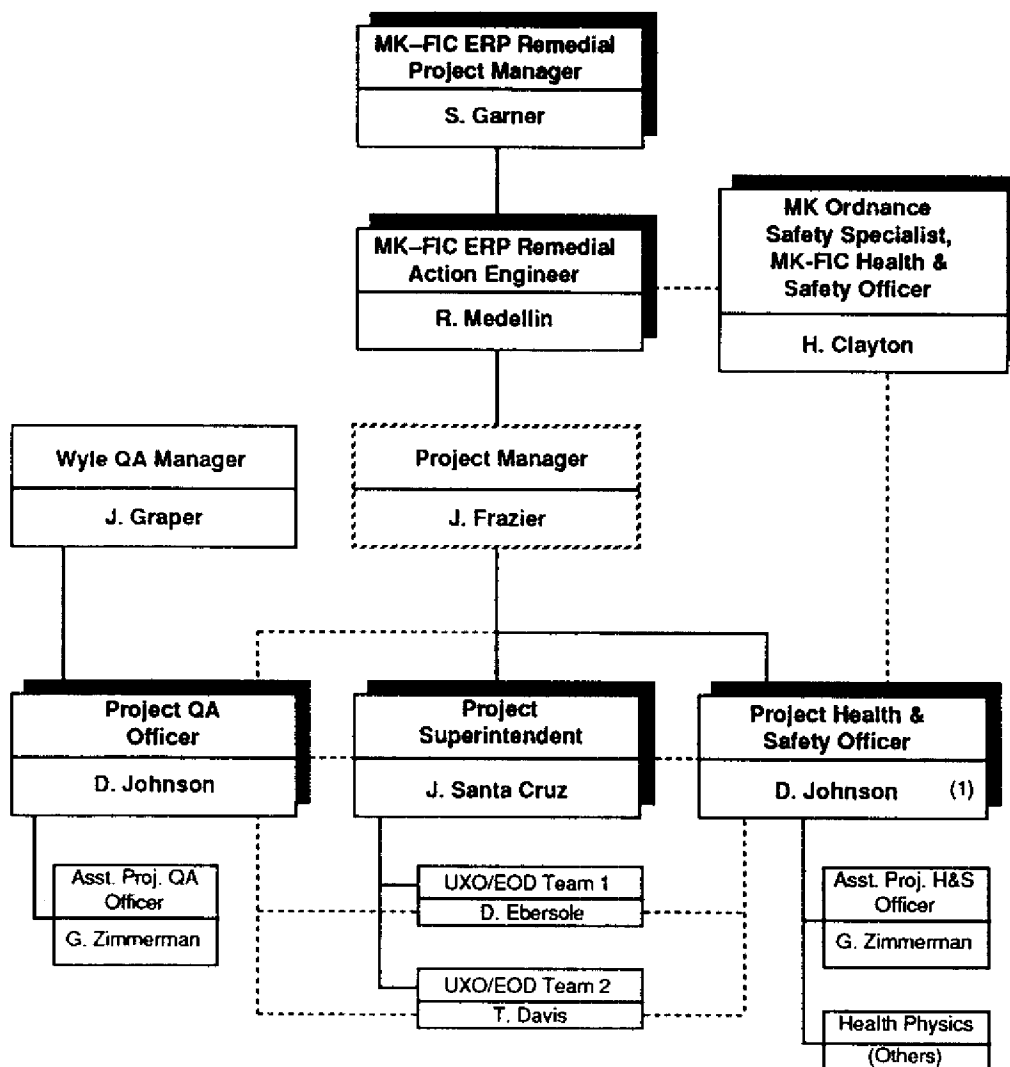 MK–FIC ERP Remedial
Project Manager
S. Garner
MK–FIC ERP Remedial
Action Engineer
R. Medellin
MK Ordnance
Safety Specialist,
MK-FIC Health &
Safety Officer
H. Clayton
Wyle QA Manager
J. Graper
Project Manager
J. Frazier
Project QA
Officer
D. Johnson
Project
Superintendent
J. Santa Cruz
Project Health &
Safety Officer
D. Johnson (1)
Asst. Proj. QA
Officer
G. Zimmerman
UXO/EOD Team 1
D. Ebersole
UXO/EOD Team 2
T. Davis
Asst. Proj. H&S
Officer
G. Zimmerman
Health Physics
(Others)